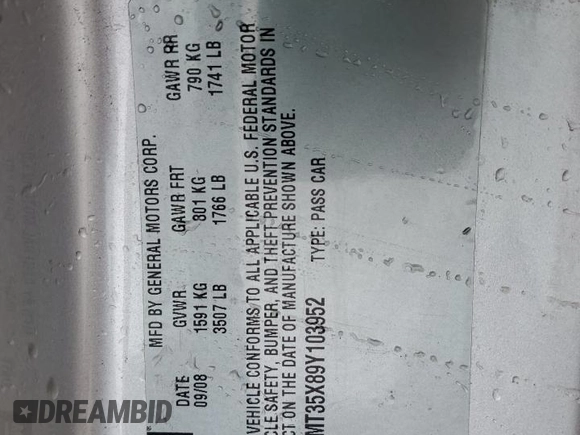 MFD BY GENERAL MOTORS CORP.
DATE GVWR GAWR FRT GAWR RR
09/08 1591 KG 801 KG 790 KG
3507 LB 1766 LB 1741 LB
VEHICLE CONFORMS TO ALL APPLICABLE U.S. FEDERAL MOTOR
CLE SAFETY, BUMPER, AND THEFT PREVENTION STANDARDS IN
CT ON THE DATE OF MANUFACTURE SHOWN ABOVE.
MT35X89Y103952 TYPE: PASS CAR
DREAMBID